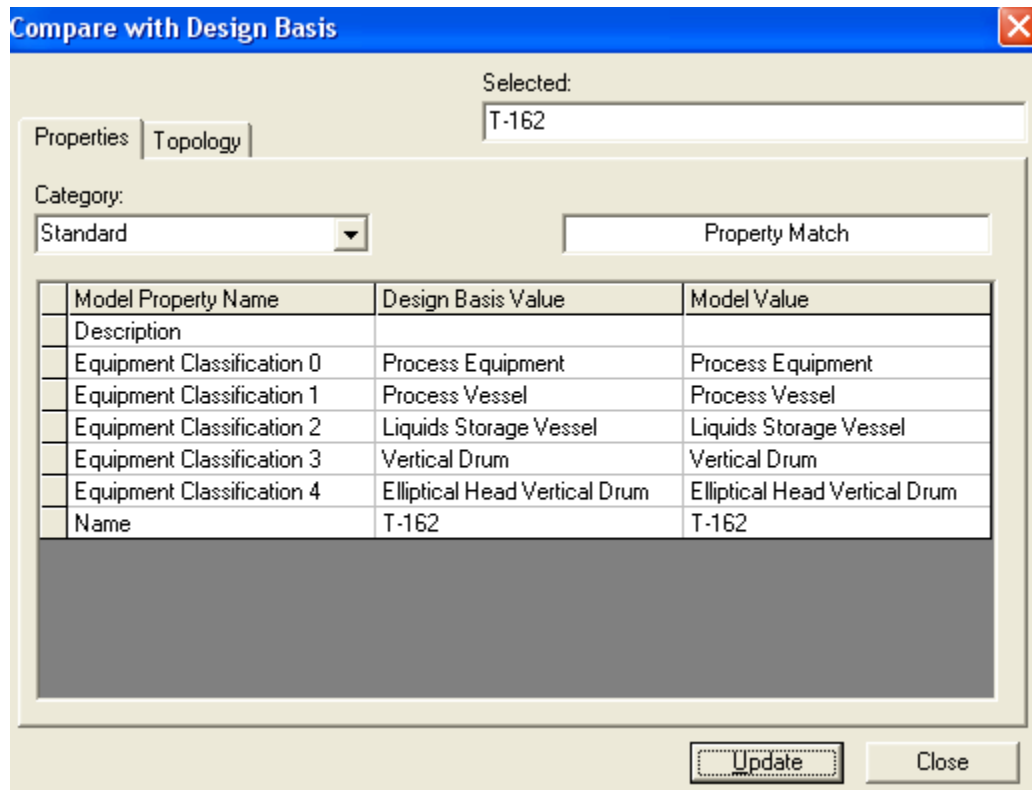 Compare with Design Basis
Selected:
T-162
Properties Topology
Category:
Standard Property Match
Model Property Name Design Basis Value Model Value
Description
Equipment Classification 0 Process Equipment Process Equipment
Equipment Classification 1 Process Vessel Process Vessel
Equipment Classification 2 Liquids Storage Vessel Liquids Storage Vessel
Equipment Classification 3 Vertical Drum Vertical Drum
Equipment Classification 4 Elliptical Head Vertical Drum Elliptical Head Vertical Drum
Name T-162 T-162
Update Close